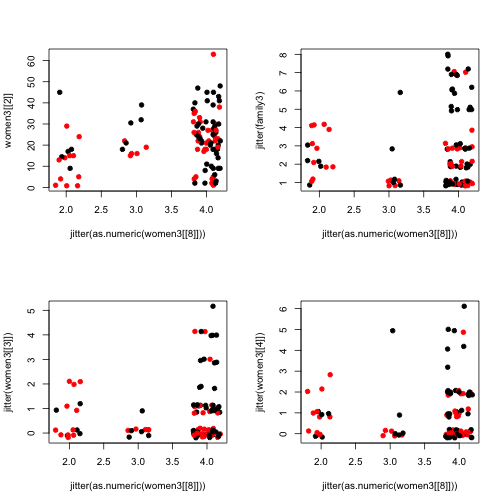 women3[[2]]
0 10 20 30 40 50 60
2.0 2.5 3.0 3.5 4.0
jitter(as.numeric(women3[[8]]))
jitter(family3)
1 2 3 4 5 6 7 8
2.0 2.5 3.0 3.5 4.0
jitter(as.numeric(women3[[8]]))
jitter(women3[[3]])
0 1 2 3 4 5
2.0 2.5 3.0 3.5 4.0
jitter(as.numeric(women3[[8]]))
jitter(women3[[4]])
0 1 2 3 4 5 6
2.0 2.5 3.0 3.5 4.0
jitter(as.numeric(women3[[8]]))